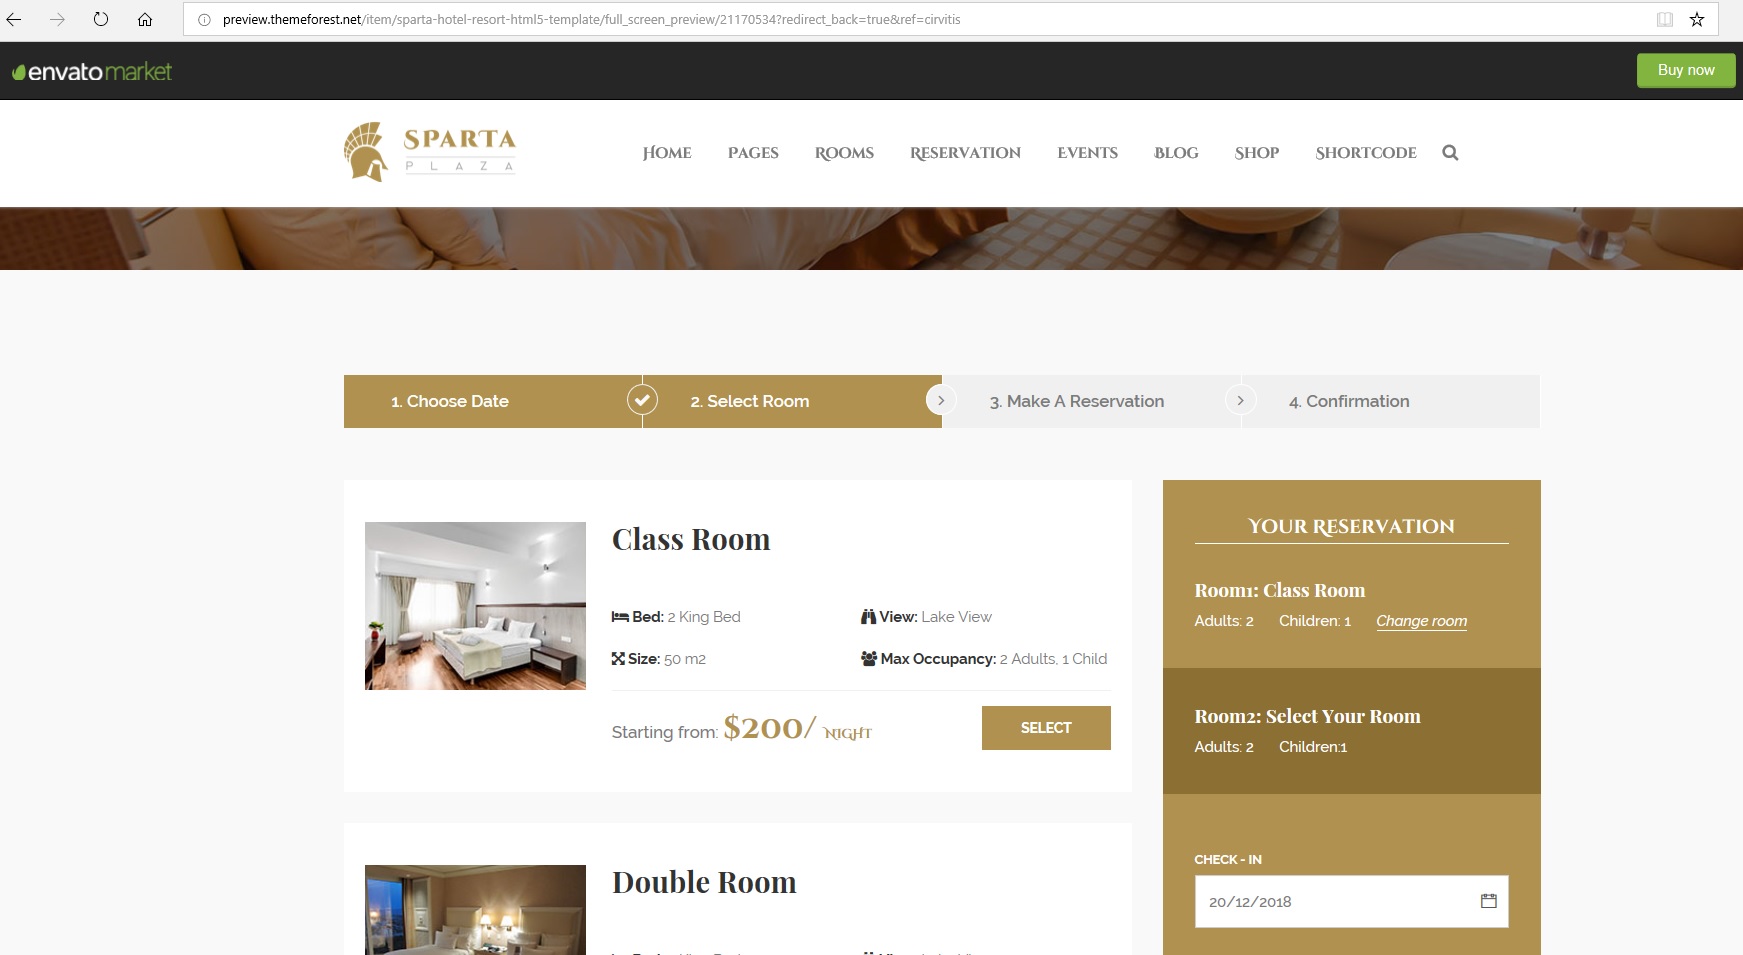 preview.themeforest.net/item/sparta-hotel-resort-html5-template/full_screen_preview/21170534?redirect_back=true&ref=cirvitis
envato market
Buy now
SPARTA
PLAZA
HOME PAGES ROOMS RESERVATION EVENTS BLOG SHOP SHORTCODE
1. Choose Date
2. Select Room
3. Make A Reservation
4. Confirmation
Class Room
Bed: 2 King Bed
View: Lake View
Size: 50 m2
Max Occupancy: 2 Adults, 1 Child
Starting from: $200/ NIGHT
SELECT
Double Room
YOUR RESERVATION
Room1: Class Room
Adults: 2 Children: 1 Change room
Room2: Select Your Room
Adults: 2 Children:1
CHECK - IN
20/12/2018